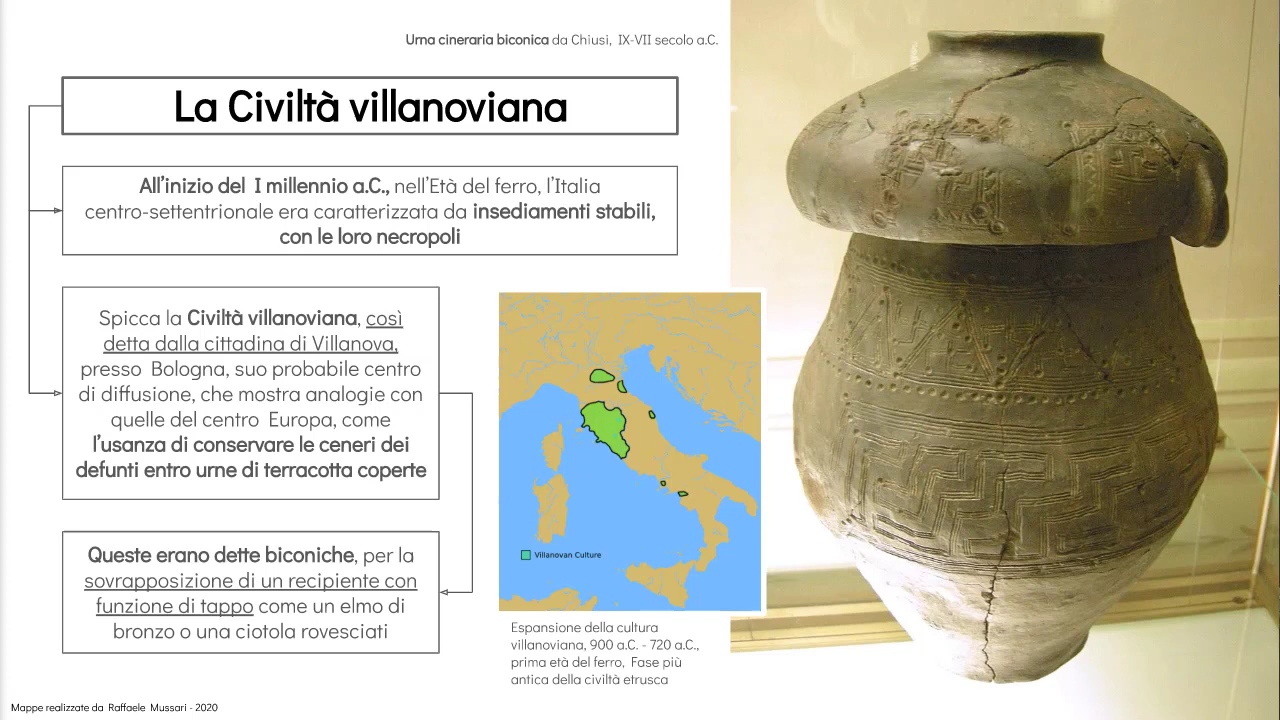 Urna cineraria biconica da Chiusi, IX-VII secolo a.C.
La Civiltà villanoviana
All'inizio del I millennio a.C., nell'Età del ferro, l'Italia
centro-settentrionale era caratterizzata da insediamenti stabili,
con le loro necropoli
Spicca la Civiltà villanoviana, così
detta dalla cittadina di Villanova,
presso Bologna, suo probabile centro
di diffusione, che mostra analogie con
quelle del centro Europa, come
l'usanza di conservare le ceneri dei
defunti entro urne di terracotta coperte
Queste erano dette biconiche, per la
sovrapposizione di un recipiente con
funzione di tappo come un elmo di
bronzo o una ciotola rovesciati
Villanovan Culture
Espansione della cultura
villanoviana, 900 a.C. - 720 a.C.,
prima età del ferro, Fase più
antica della civiltà etrusca
Mappe realizzate da Raffaele Mussari - 2020